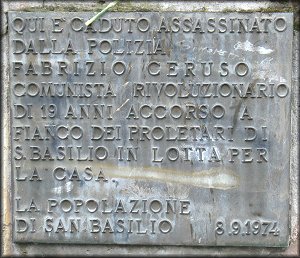 QUI È CADUTO ASSASSINATO
DALLA POLIZIA
FABRIZIO CERUSO
COMUNISTA RIVOLUZIONARIO
DI 19 ANNI ACCORSO A
FIANCO DEI PROLETARI DI
S. BASILIO IN LOTTA PER
LA CASA.
LA POPOLAZIONE
DI SAN BASILIO 8.9.1974